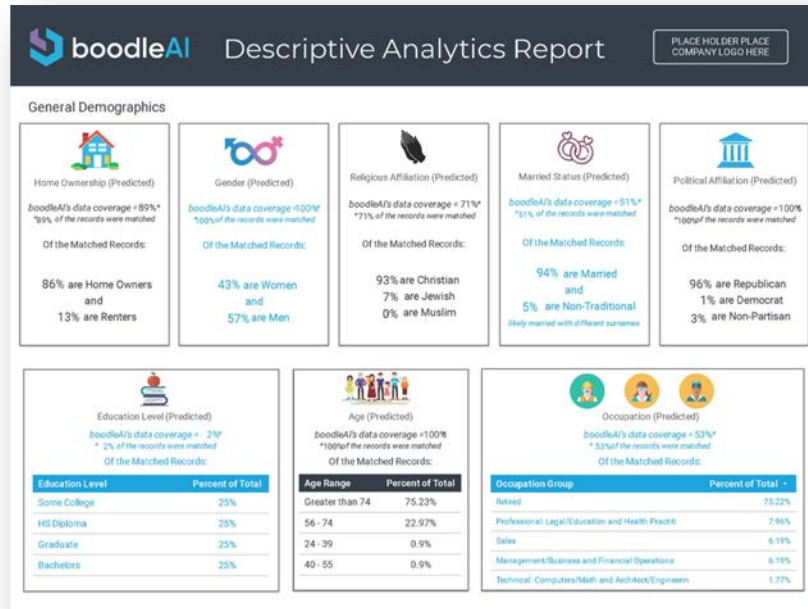 boodleAI
Descriptive Analytics Report
PLACE HOLDER PLACE
COMPANY LOGO HERE
General Demographics
Home Ownership (Predicted)
boodleAI's data coverage = 89%*
*89% of the records were matched
Of the Matched Records:
86% are Home Owners
and
13% are Renters
Gender (Predicted)
boodleAI's data coverage =100%*
*100% of the records were matched
Of the Matched Records:
43% are Women
and
57% are Men
Religious Affiliation (Predicted)
boodleAI's data coverage = 71%*
*71% of the records were matched
Of the Matched Records:
93% are Christian
7% are Jewish
0% are Muslim
Married Status (Predicted)
boodleAI's data coverage =51%*
*51% of the records were matched
Of the Matched Records:
94% are Married
and
5% are Non-Traditional
likely married with different surnames
Political Affiliation (Predicted)
boodleAI's data coverage =100%
*100%of the records were matched
Of the Matched Records:
96% are Republican
1% are Democrat
3% are Non-Partisan
Education Level (Predicted)
boodleAI's data coverage = 2%*
* 2% of the records were matched
Of the Matched Records:
Education Level Percent of Total
Some College 25%
HS Diploma 25%
Graduate 25%
Bachelors 25%
Age (Predicted)
boodleAI's data coverage =100%
*100%of the records were matched
Of the Matched Records:
Age Range Percent of Total
Greater than 74 75.23%
56 - 74 22.97%
24 - 39 0.9%
40 - 55 0.9%
Occupation (Predicted)
boodleAI's data coverage = 53%*
* 53%of the records were matched
Of the Matched Records:
Occupation Group Percent of Total
Retired 75.22%
Professional: Legal/Education and Health Practiti 7.96%
Sales 6.19%
Management/Business and Financial Operations 6.19%
Technical: Computers/Math and Architect/Engineerin 1.77%